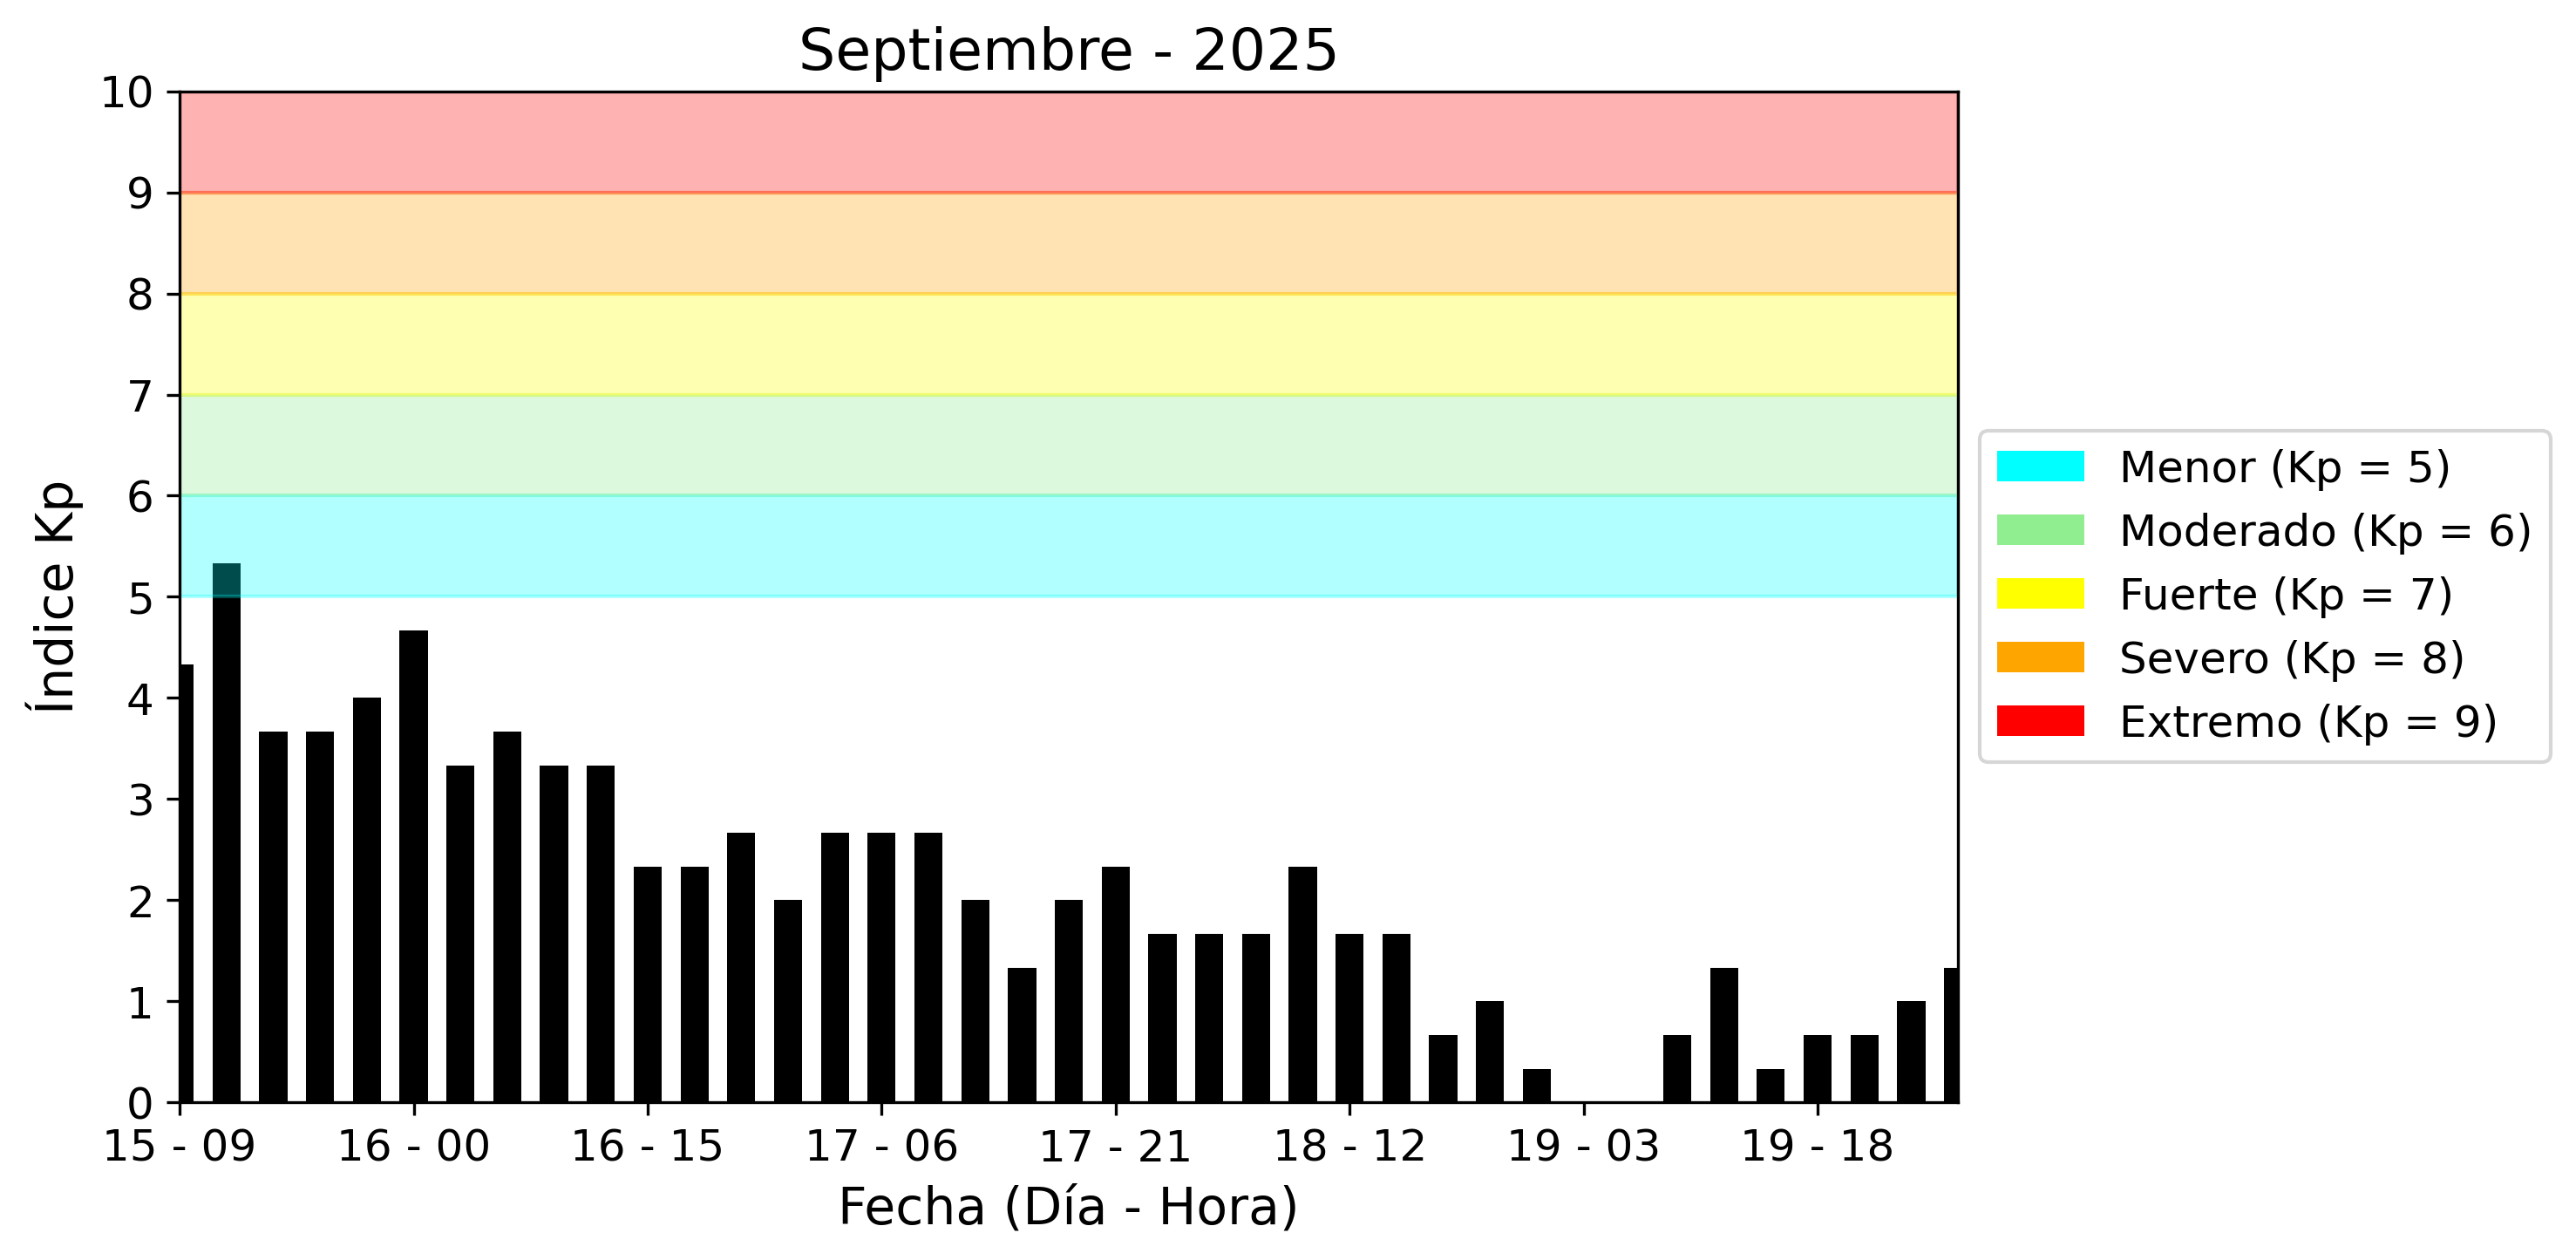 Septiembre - 2025
10
9
8
7
6
5
4
3
2
1
0
Índice Kp
15 - 09
16 - 00
16 - 15
17 - 06
17 - 21
18 - 12
19 - 03
19 - 18
Fecha (Día - Hora)
Menor (Kp = 5)
Moderado (Kp = 6)
Fuerte (Kp = 7)
Severo (Kp = 8)
Extremo (Kp = 9)